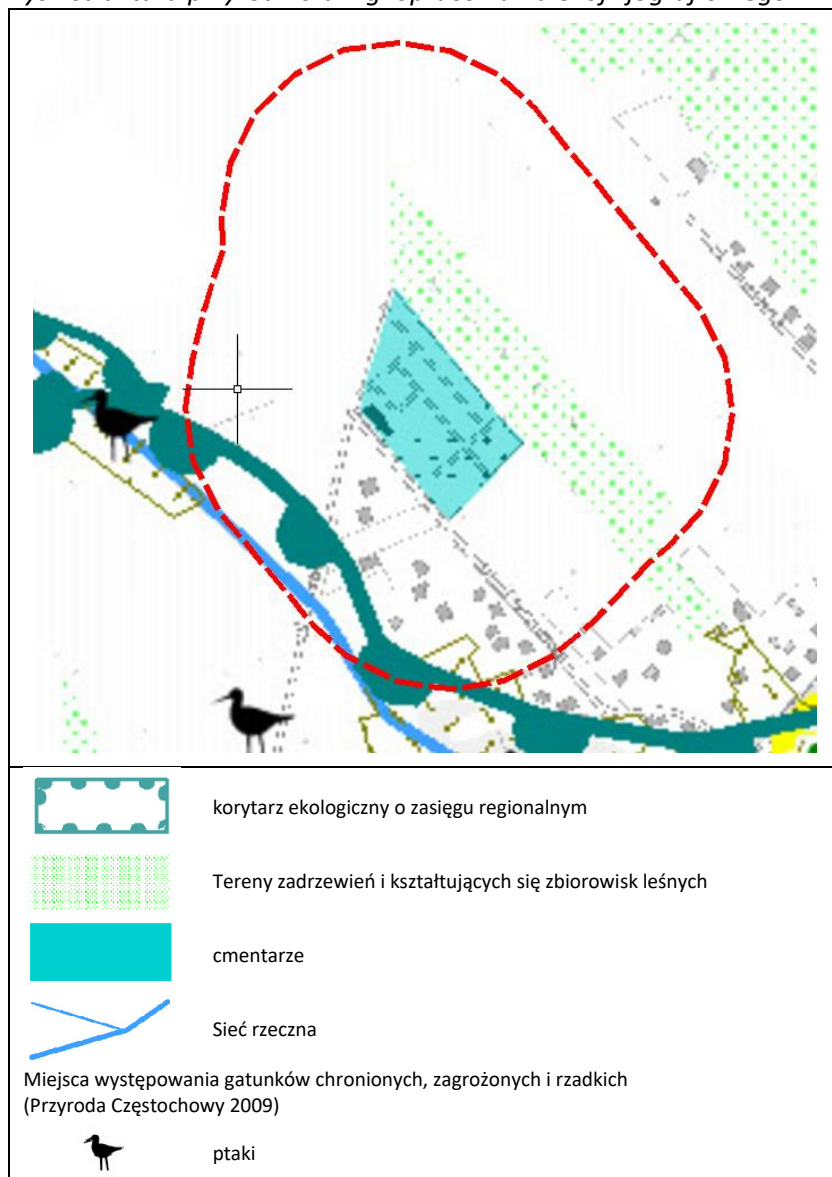 korytarz ekologiczny o zasięgu regionalnym
Tereny zadrzewień i kształtujących się zbiorowisk leśnych
cmentarze
Sieć rzeczna
Miejsca występowania gatunków chronionych, zagrożonych i rzadkich
(Przyroda Częstochowy 2009)
ptaki